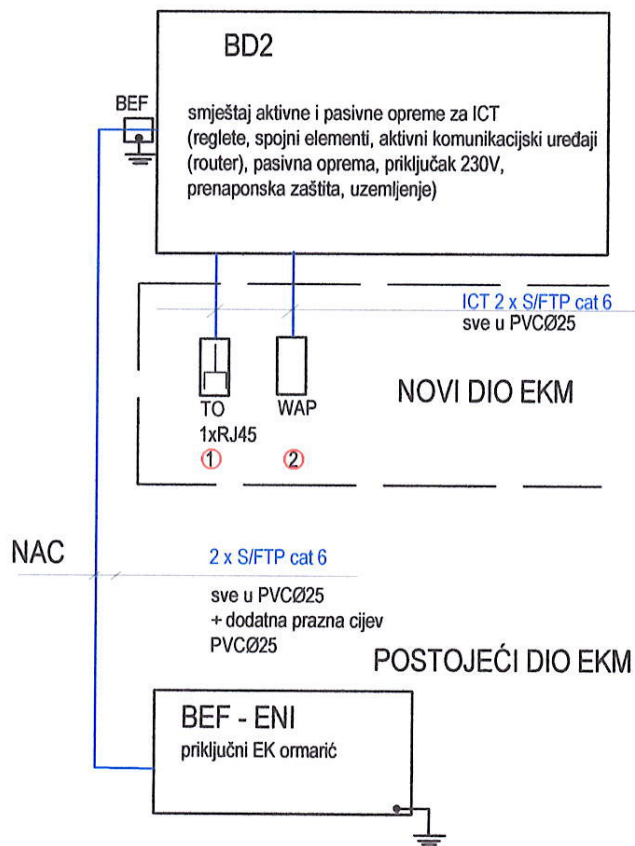 BD2
BEF
smještaj aktivne i pasivne opreme za ICT
(reglete, spojni elementi, aktivni komunikacijski uređaji
(router), pasivna oprema, priključak 230V,
prenaponska zaštita, uzemljenje)
ICT 2 x S/FTP cat 6
sve u PVCØ25
NOVI DIO EKM
TO
1xRJ45
1
WAP
2
NAC
2 x S/FTP cat 6
sve u PVCØ25
+ dodatna prazna cijev
PVCØ25
POSTOJEĆI DIO EKM
BEF - ENI
priključni EK ormarić